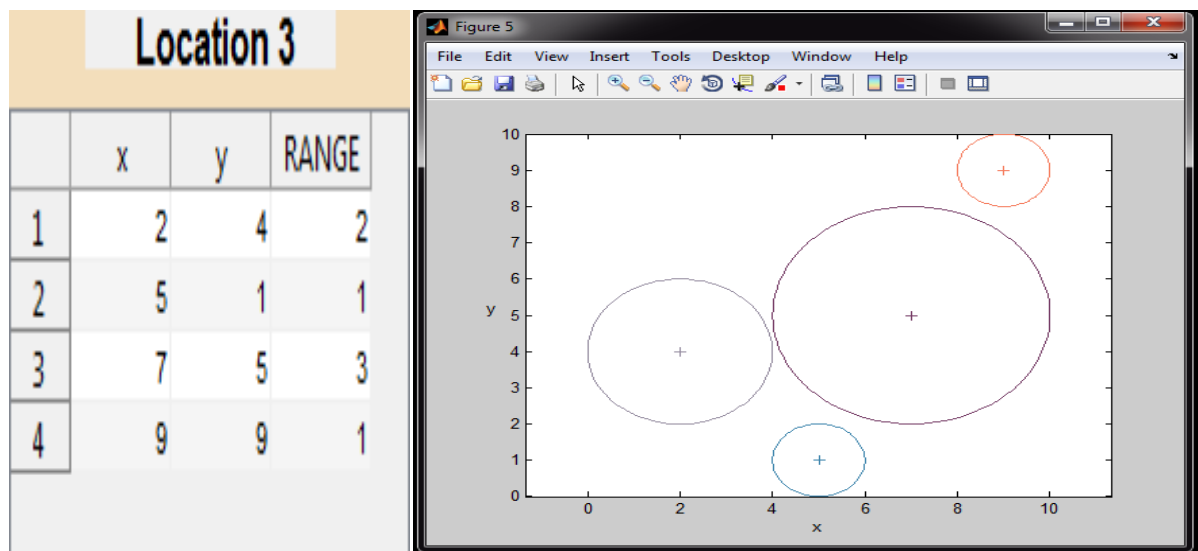 Location 3
x y RANGE
1 2 4 2
2 5 1 1
3 7 5 3
4 9 9 1
Figure 5
File Edit View Insert Tools Desktop Window Help
10
9
8
7
6
5
4
3
2
1
0
y
0 2 4 6 8 10
x